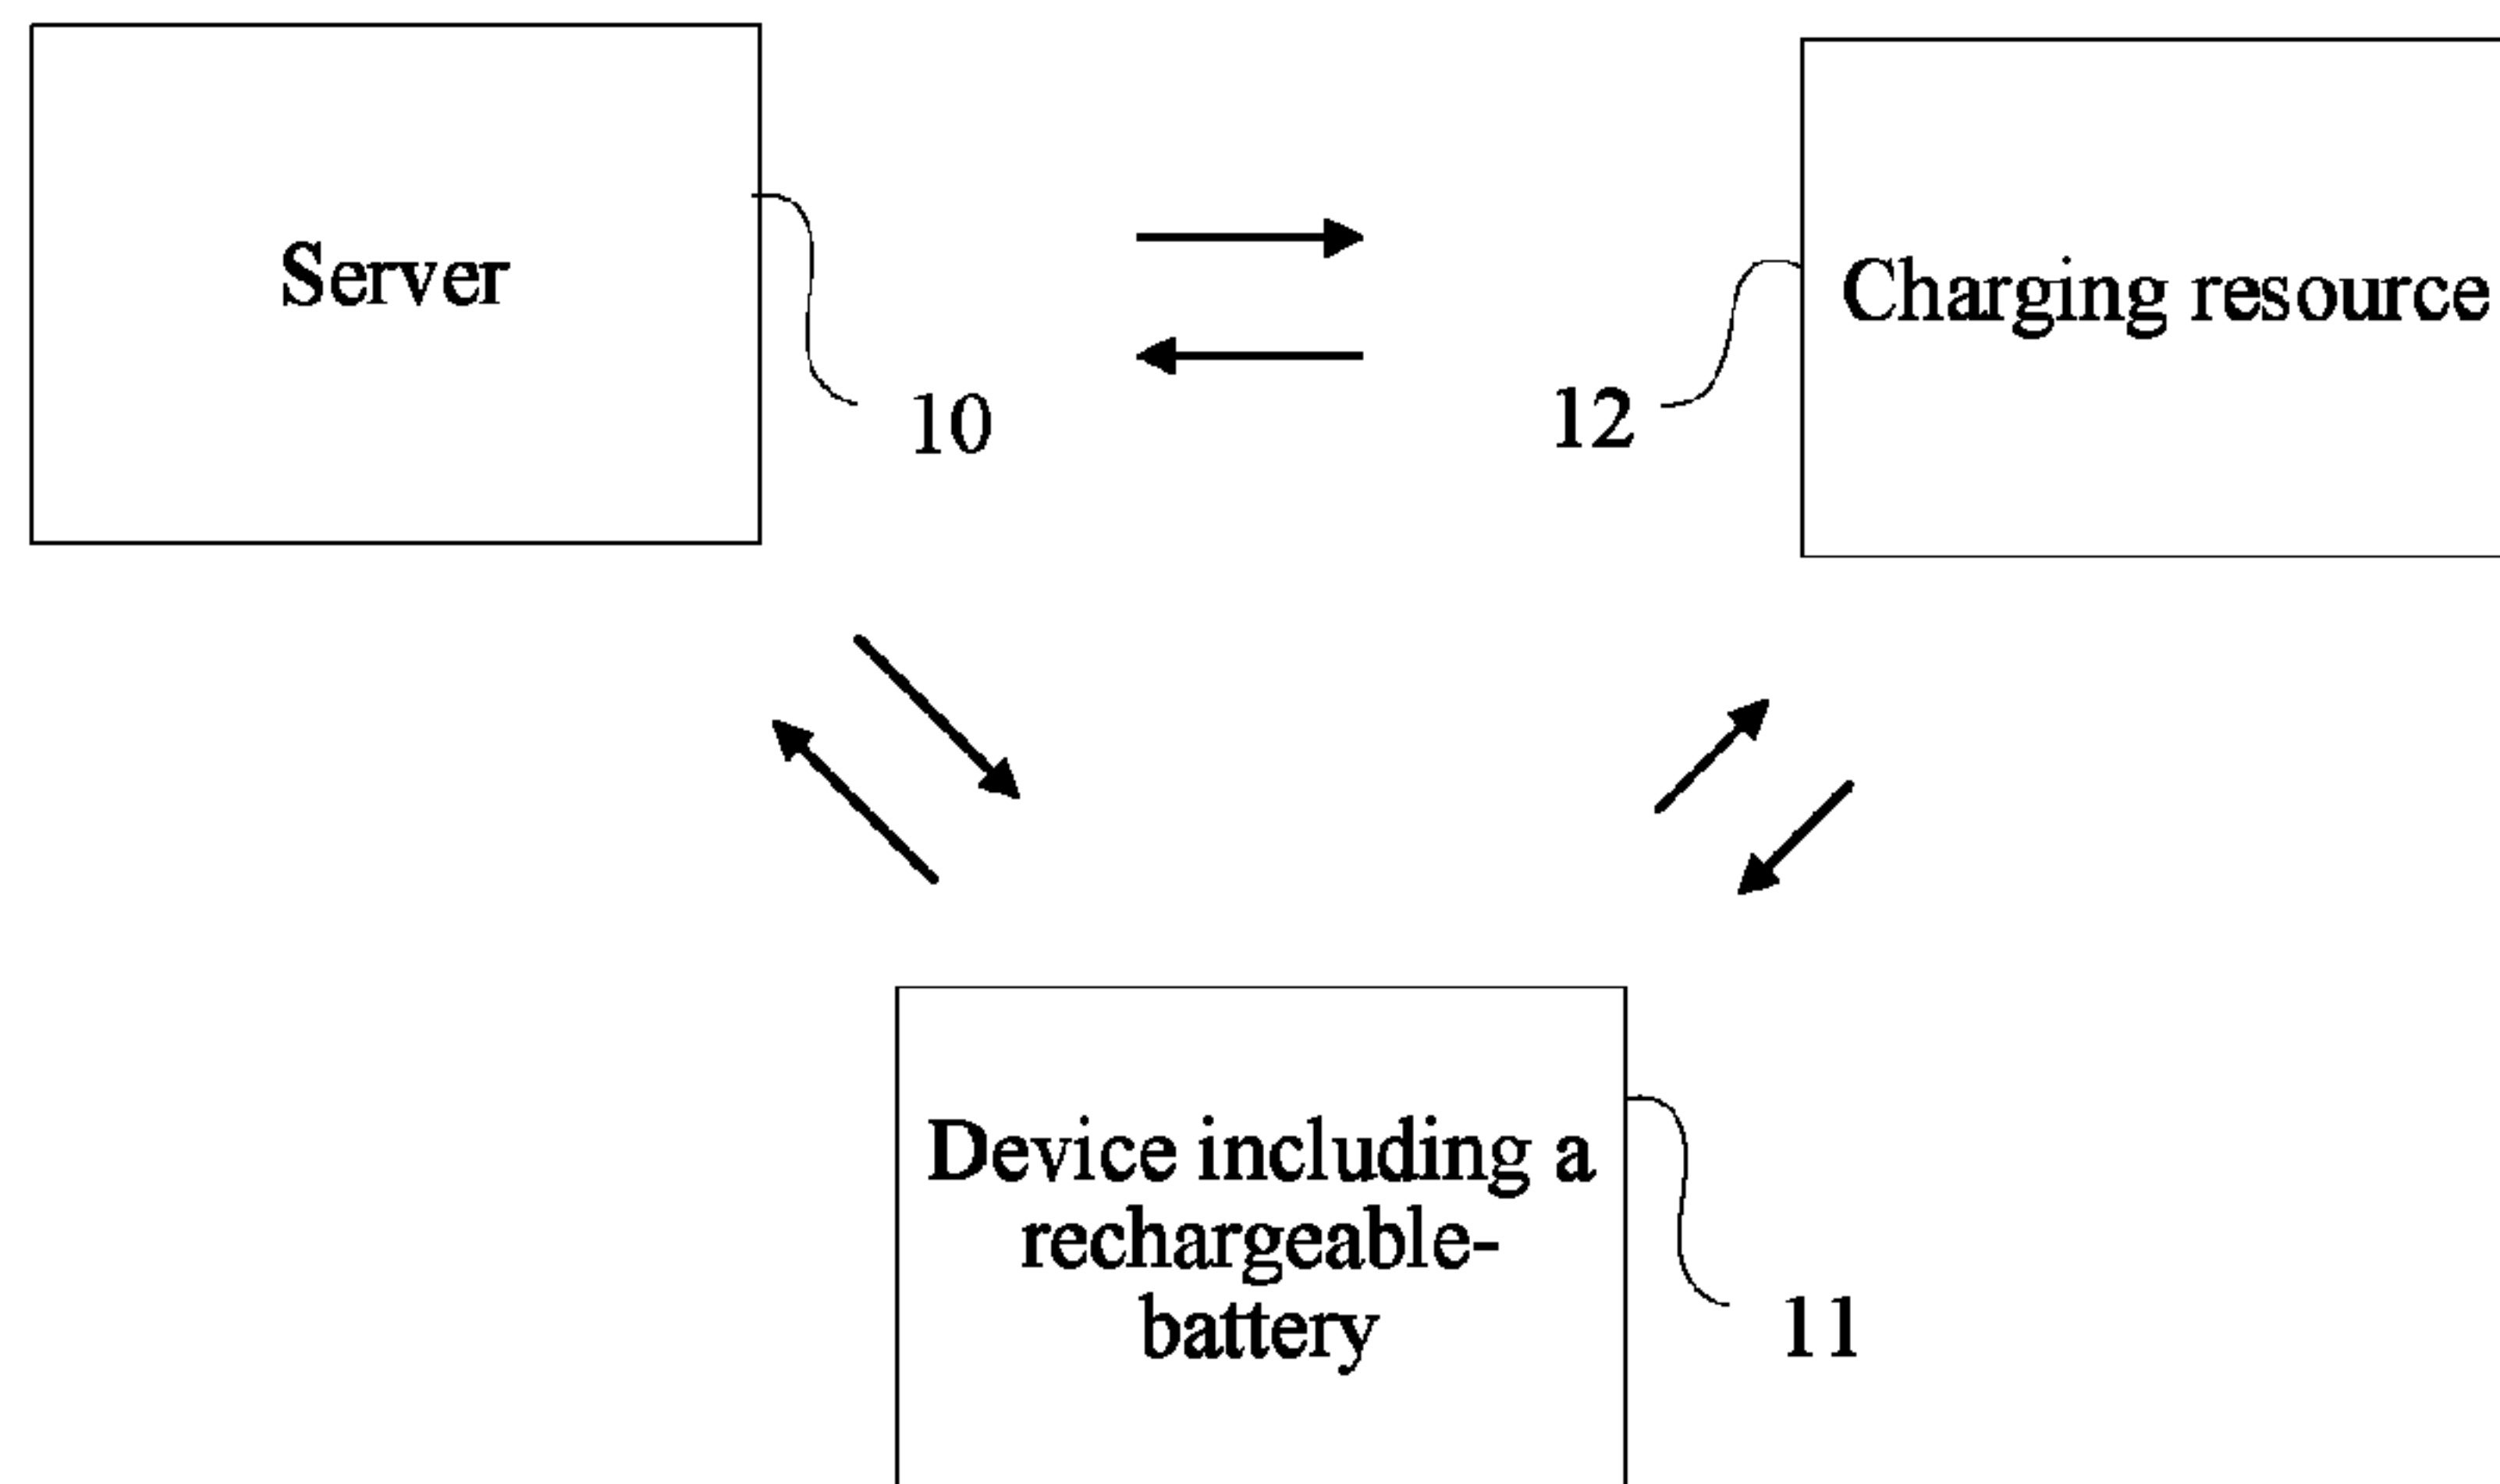 Server
Charging resource
10
12
Device including a
rechargeable-
battery
11